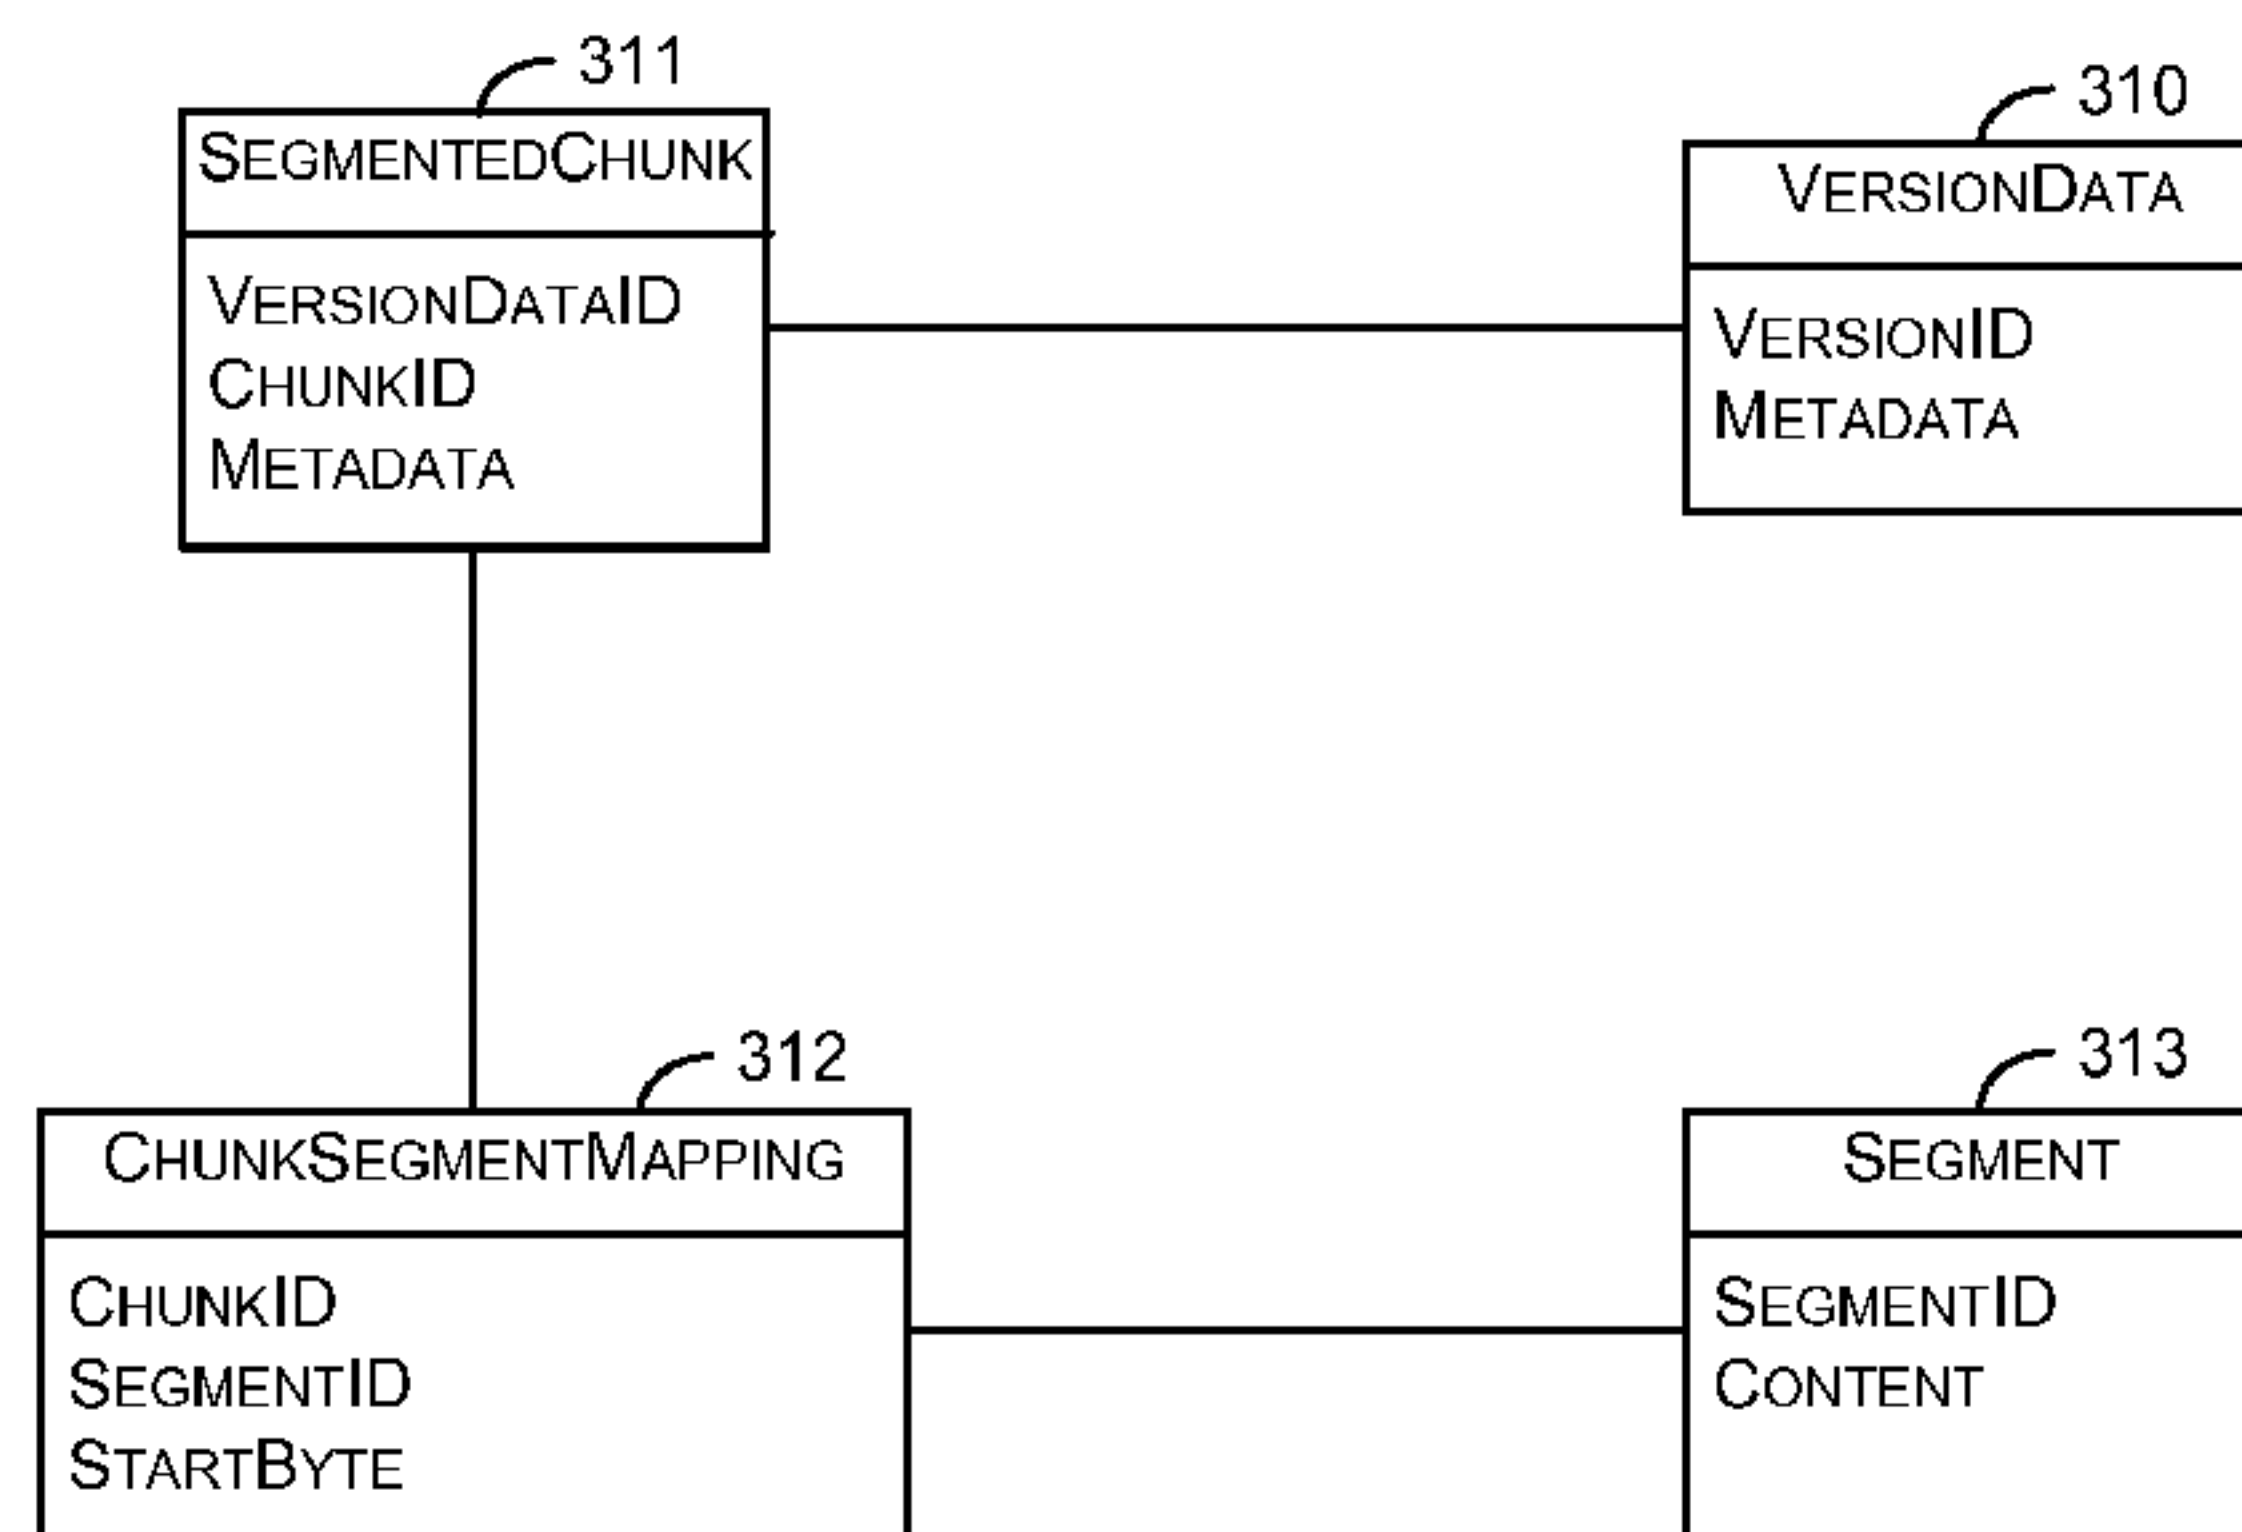 311
SEGMENTEDCHUNK
VERSIONDATAID
CHUNKID
METADATA
310
VERSIONDATA
VERSIONID
METADATA
312
CHUNKSEGMENTMAPPING
CHUNKID
SEGMENTID
STARTBYTE
313
SEGMENT
SEGMENTID
CONTENT